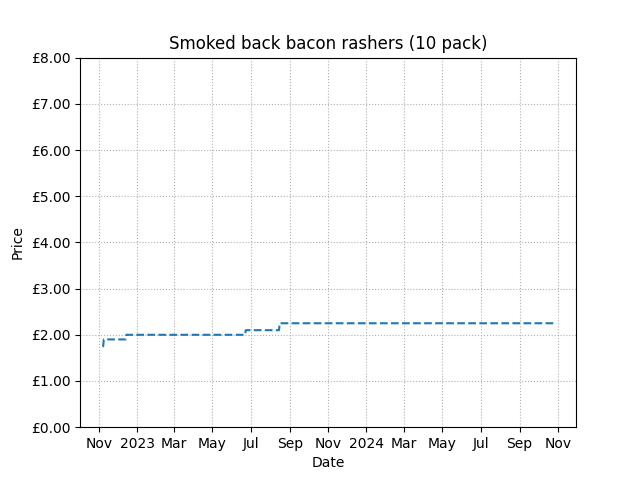 Smoked back bacon rashers (10 pack)
£8.00
£7.00
£6.00
£5.00
£4.00
£3.00
£2.00
£1.00
£0.00
Price
Nov 2023 Mar May Jul Sep Nov 2024 Mar May Jul Sep Nov
Date